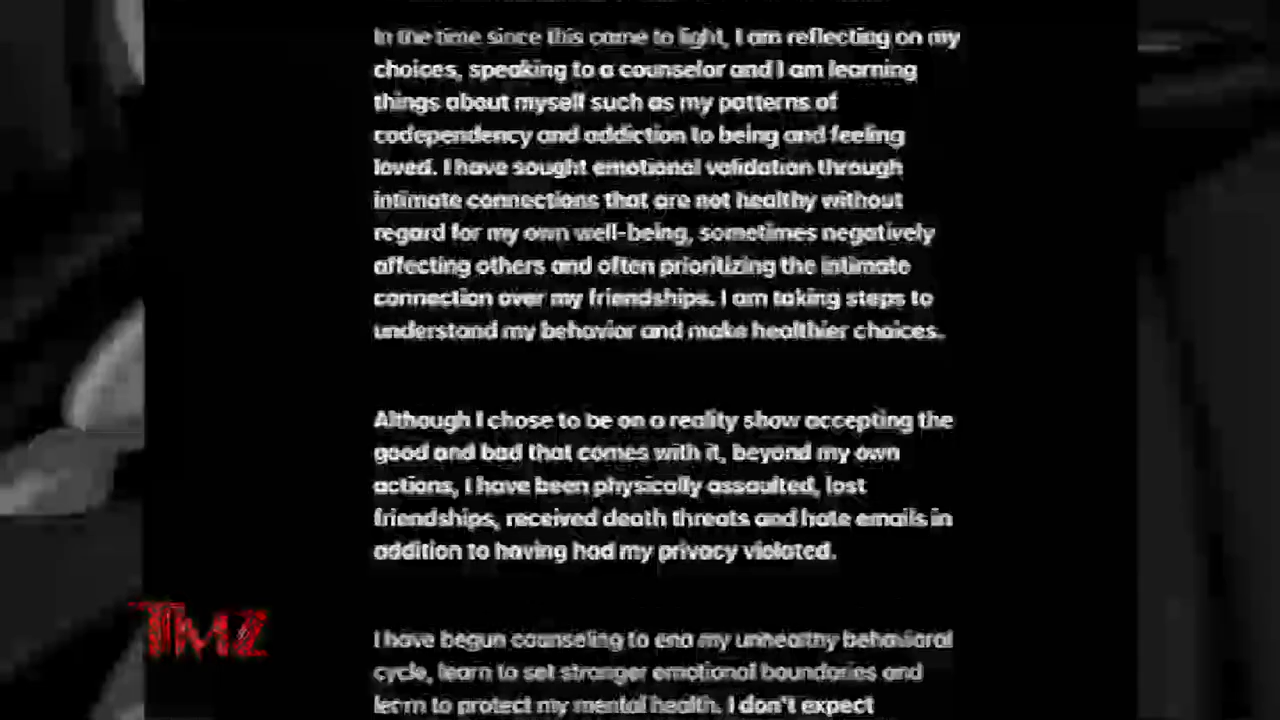 In the time since this came to light, I am reflecting on my
choices, speaking to a counselor and I am learning
things about myself such as my patterns of
codependency and addiction to being and feeling
loved. I have sought emotional validation through
intimate connections that are not healthy without
regard for my own well-being, sometimes negatively
affecting others and often prioritizing the intimate
connection over my friendships. I am taking steps to
understand my behavior and make healthier choices.
Although I chose to be on a reality show accepting the
good and bad that comes with it, beyond my own
actions, I have been physically assaulted, lost
friendships, received death threats and hate emails in
addition to having had my privacy violated.
I have begun counseling to end my unhealthy behavioral
cycle, learn to set stronger emotional boundaries and
learn to protect my mental health. I don't expect
TMZ